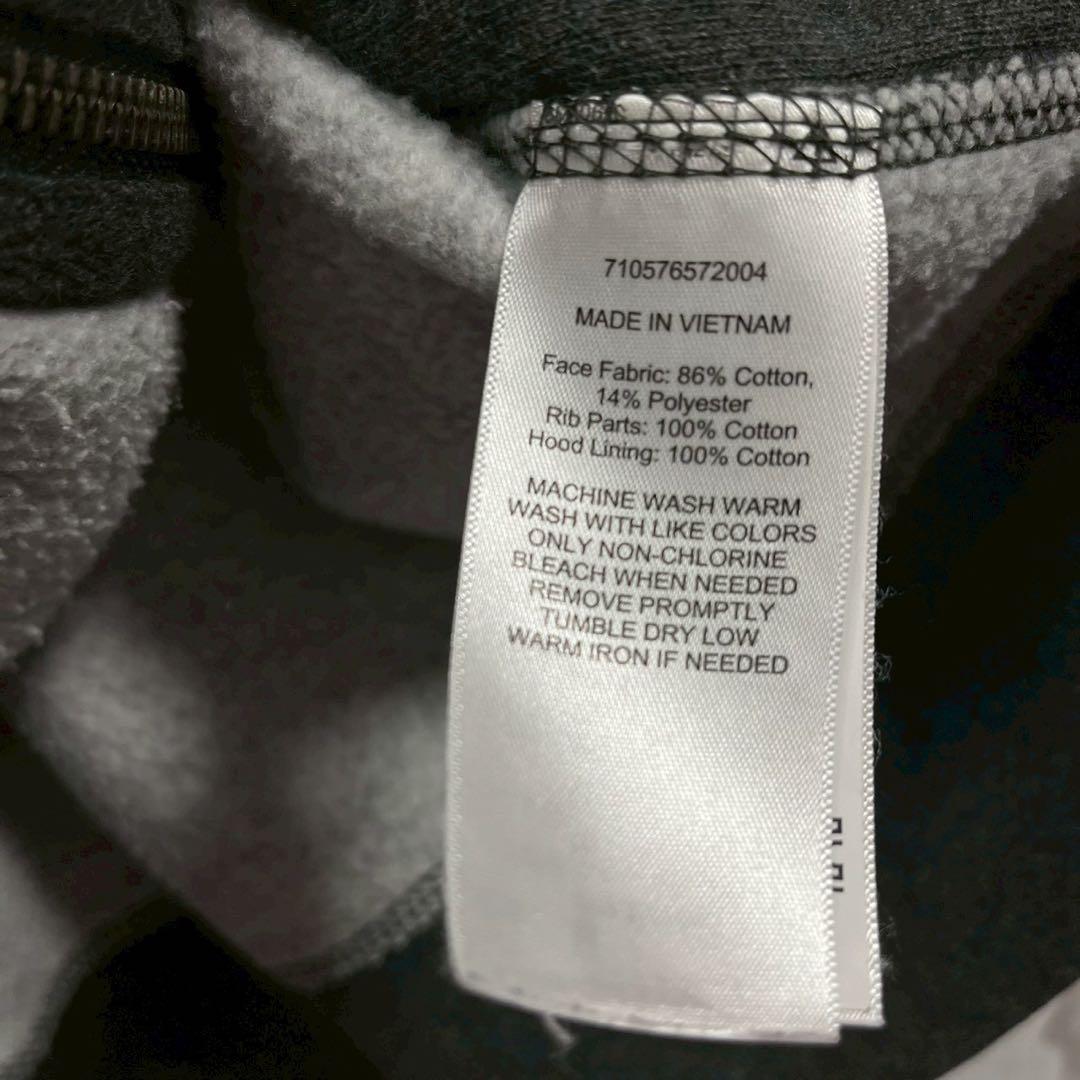 710576572004
MADE IN VIETNAM
Face Fabric: 86% Cotton,
14% Polyester
Rib Parts: 100% Cotton
Hood Lining: 100% Cotton
MACHINE WASH WARM
WASH WITH LIKE COLORS
ONLY NON-CHLORINE
BLEACH WHEN NEEDED
REMOVE PROMPTLY
TUMBLE DRY LOW
WARM IRON IF NEEDED